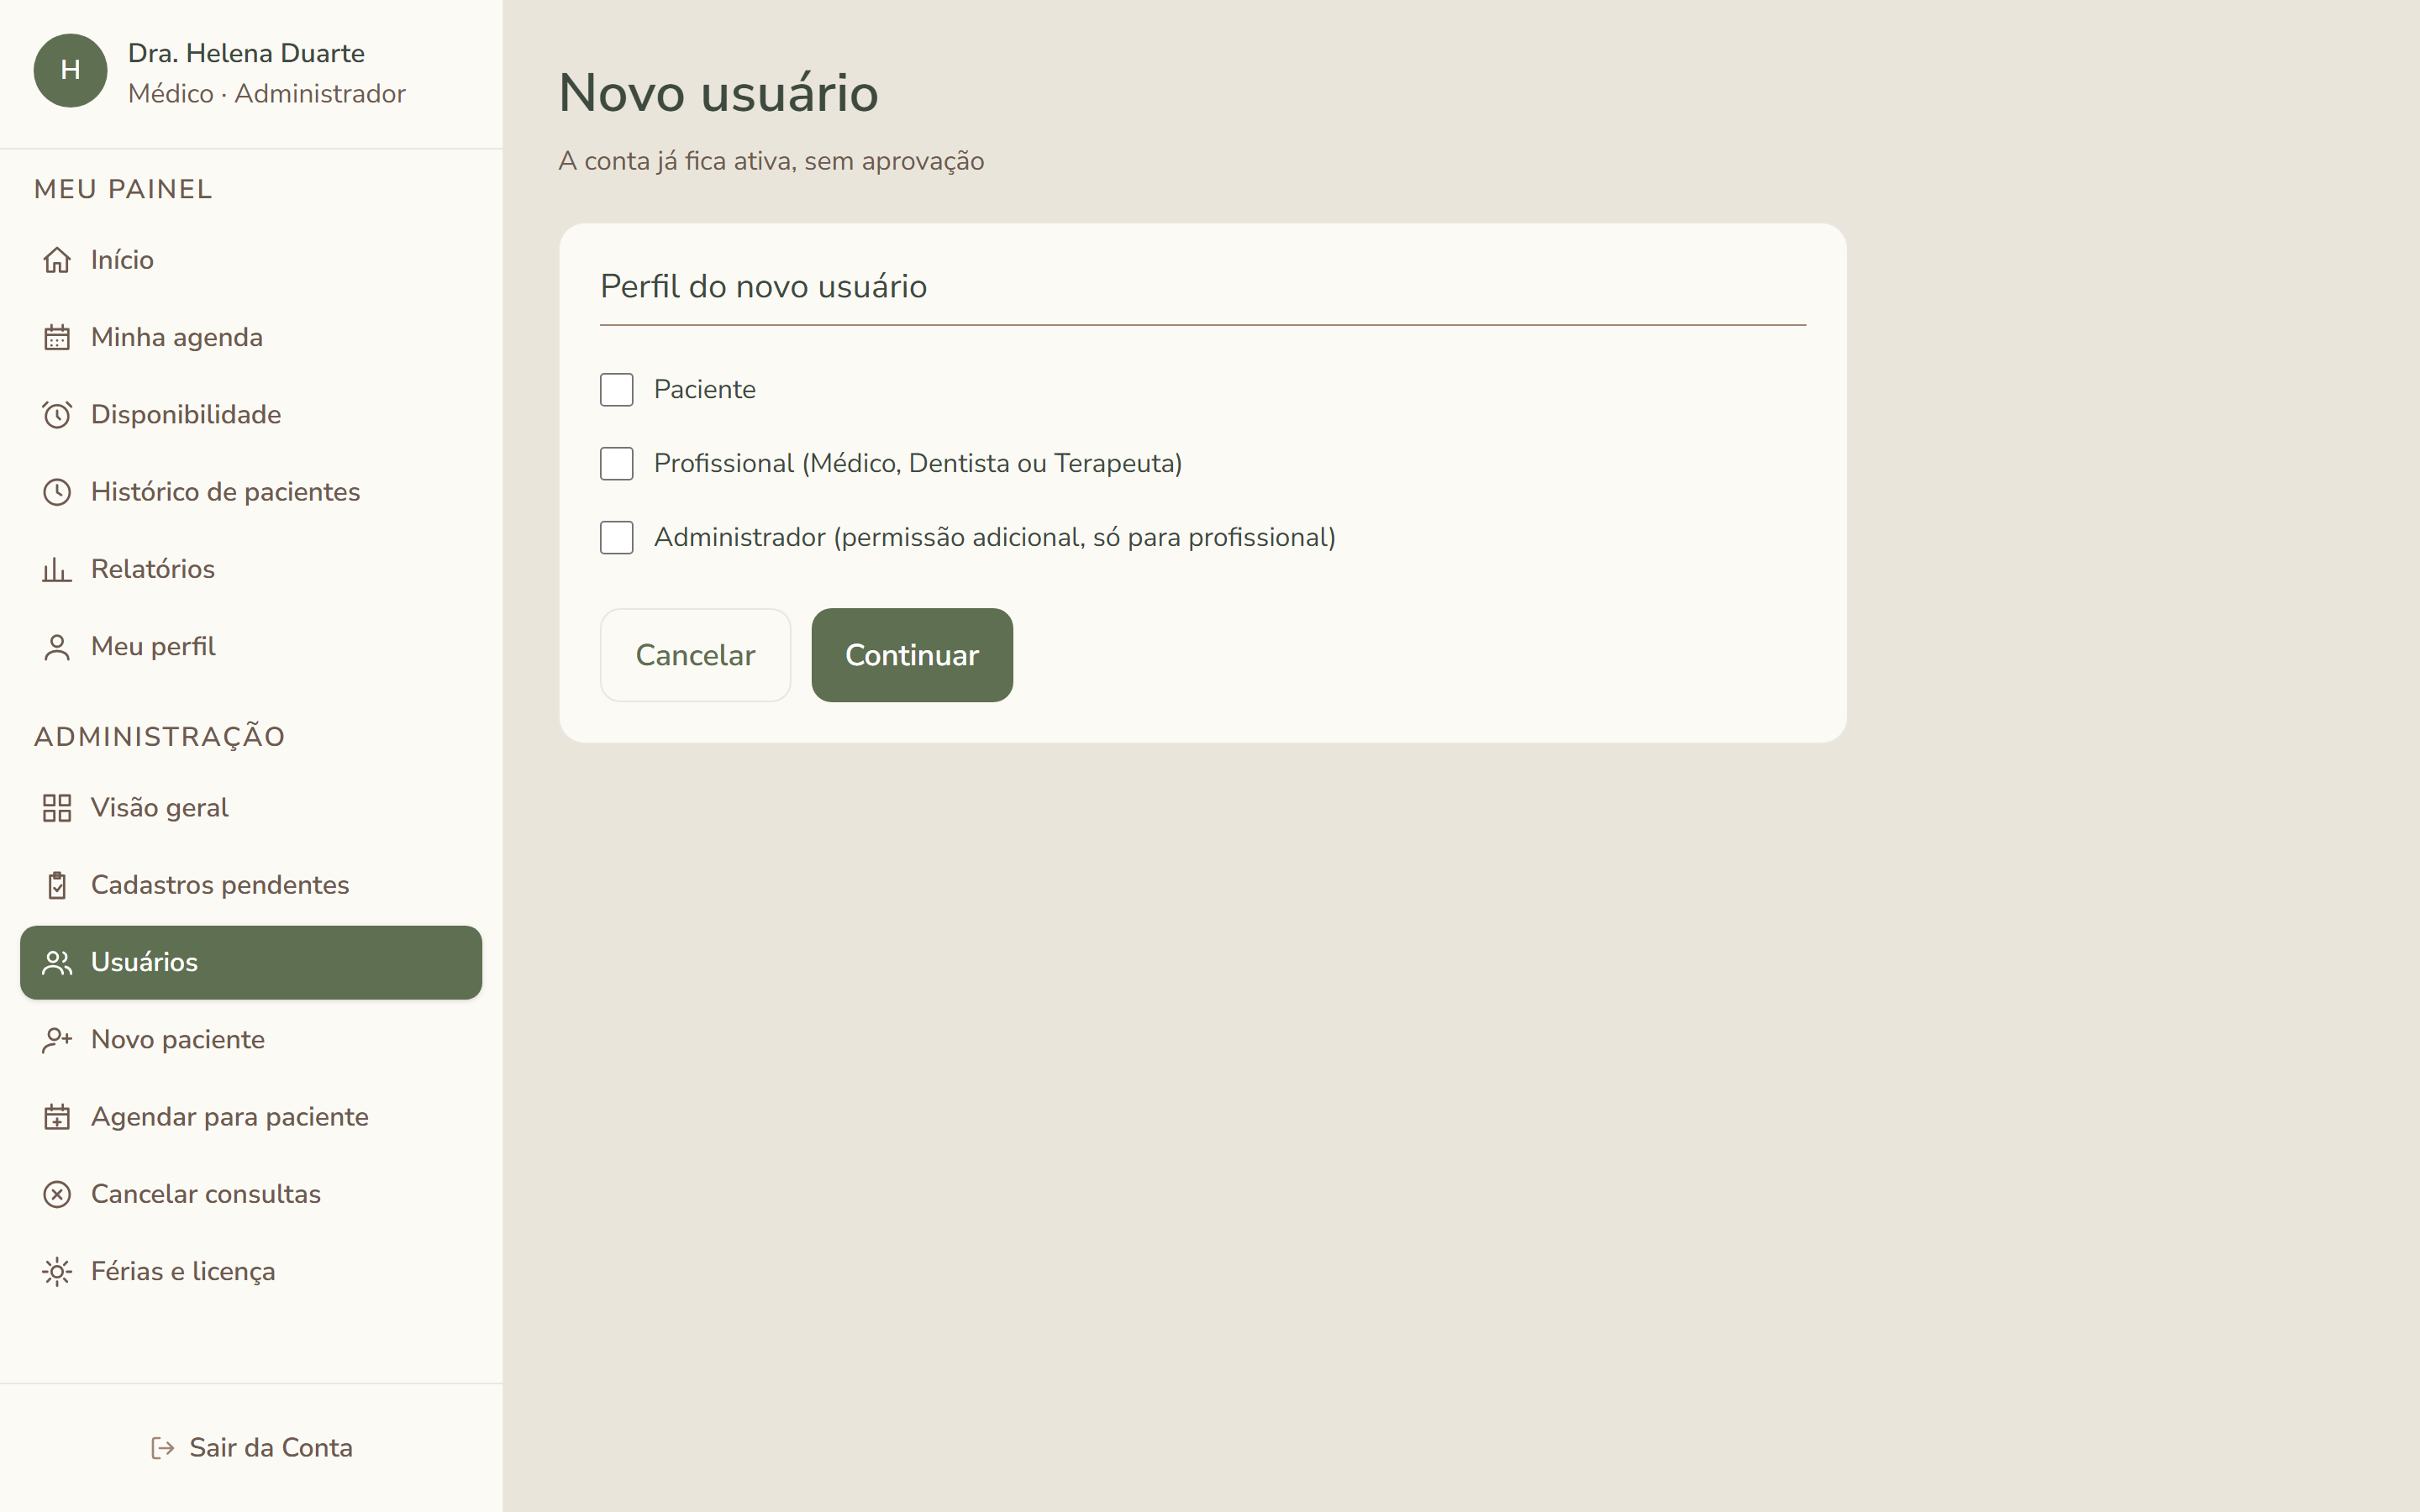 H
Dra. Helena Duarte
Médico · Administrador
MEU PAINEL
Início
Minha agenda
Disponibilidade
Histórico de pacientes
Relatórios
Meu perfil
ADMINISTRAÇÃO
Visão geral
Cadastros pendentes
Usuários
Novo paciente
Agendar para paciente
Cancelar consultas
Férias e licença
Sair da Conta
Novo usuário
A conta já fica ativa, sem aprovação
Perfil do novo usuário
Paciente
Profissional (Médico, Dentista ou Terapeuta)
Administrador (permissão adicional, só para profissional)
Cancelar
Continuar